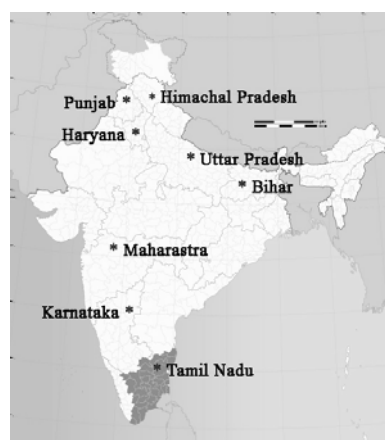 Punjab
Himachal Pradesh
Haryana
Uttar Pradesh
Bihar
Maharastra
Karnataka
Tamil Nadu